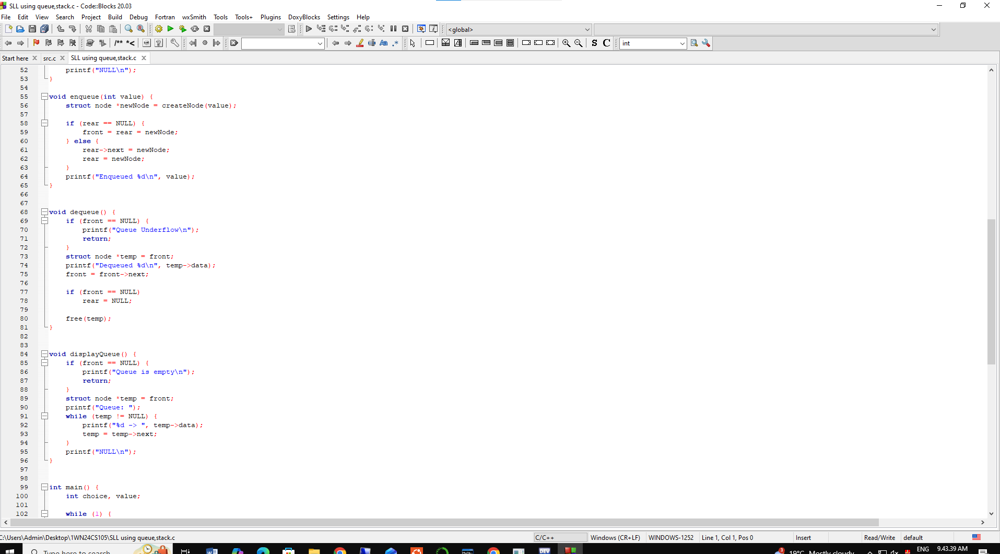 SLL using queue,stack.c - Code::Blocks 20.03
File Edit View Search Project Build Debug Fortran wxSmith Tools Tools+ Plugins DoxyBlocks Settings Help
<global>
/** *< Aa .* S C int
Start here src.c SLL using queue,stack.c
52 printf("NULL\n");
53 }
54
55 void enqueue(int value) {
56 struct node *newNode = createNode(value);
57
58 if (rear == NULL) {
59 front = rear = newNode;
60 } else {
61 rear->next = newNode;
62 rear = newNode;
63 }
64 printf("Enqueued %d\n", value);
65 }
66
67
68 void dequeue() {
69 if (front == NULL) {
70 printf("Queue Underflow\n");
71 return;
72 }
73 struct node *temp = front;
74 printf("Dequeued %d\n", temp->data);
75 front = front->next;
76
77 if (front == NULL)
78 rear = NULL;
79
80 free(temp);
81 }
82
83
84 void displayQueue() {
85 if (front == NULL) {
86 printf("Queue is empty\n");
87 return;
88 }
89 struct node *temp = front;
90 printf("Queue: ");
91 while (temp != NULL) {
92 printf("%d -> ", temp->data);
93 temp = temp->next;
94 }
95 printf("NULL\n");
96 }
97
98
99 int main() {
100 int choice, value;
101
102 while (1) {
C:\Users\Admin\Desktop\1WN24CS105\SLL using queue,stack.c C/C++ Windows (CR+LF) WINDOWS-1252 Line 1, Col 1, Pos 0 Insert Read/Write default
Type here to search DEV 3 19°C Mostly cloudy ENG 9.43.39 AM